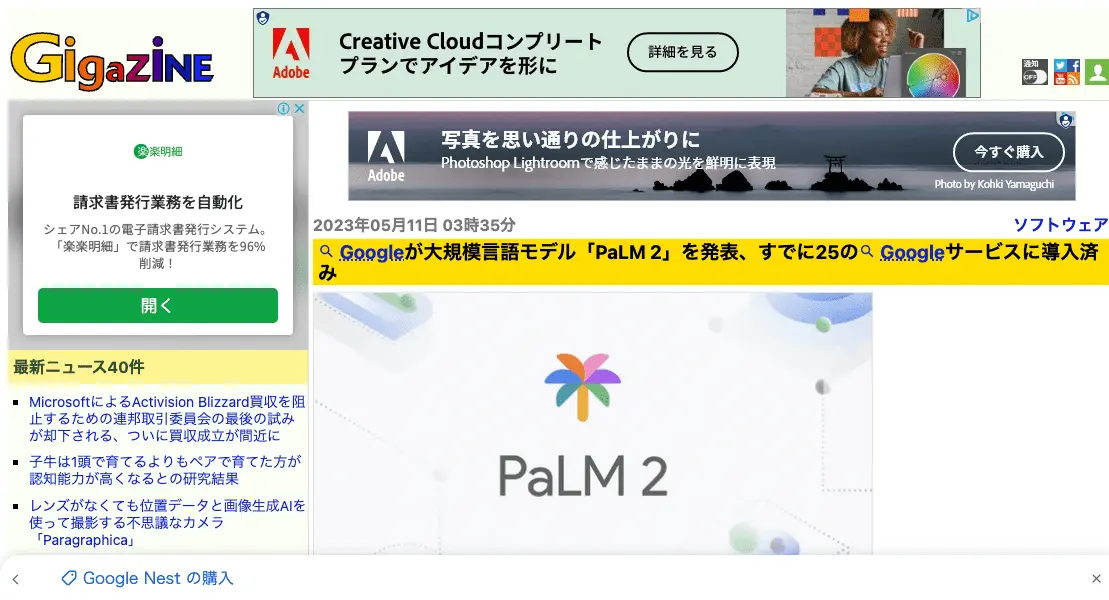 GigaZiNE
Adobe
Creative Cloudコンプリート
プランでアイデアを形に
詳細を見る
通知
OFF
楽楽明細
請求書発行業務を自動化
シェアNo.1の電子請求書発行システム。
「楽楽明細」で請求書発行業務を96%
削減！
開く
Adobe
写真を思い通りの仕上がりに
Photoshop Lightroomで感じたままの光を鮮明に表現
今すぐ購入
Photo by Kohki Yamaguchi
2023年05月11日 03時35分
ソフトウェア
Googleが大規模言語モデル「PaLM 2」を発表、すでに25のGoogleサービスに導入済
み
PaLM 2
最新ニュース40件
MicrosoftによるActivision Blizzard買収を阻
止するための連邦取引委員会の最後の試み
が却下される、ついに買収成立が間近に
子牛は1頭で育てるよりもペアで育てた方が
認知能力が高くなるとの研究結果
レンズがなくても位置データと画像生成AIを
使って撮影する不思議なカメラ
「Paragraphica」
Google Nest の購入